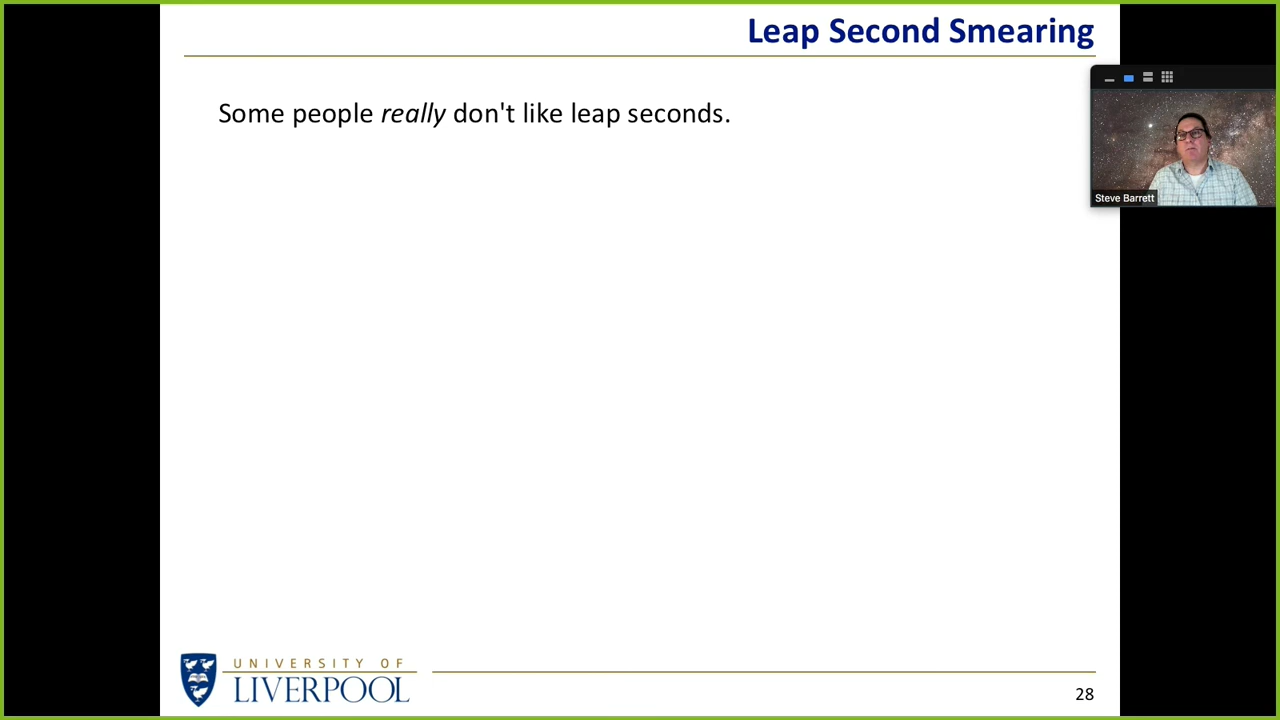 Leap Second Smearing
Some people really don't like leap seconds.
Steve Barrett
UNIVERSITY OF
LIVERPOOL
28